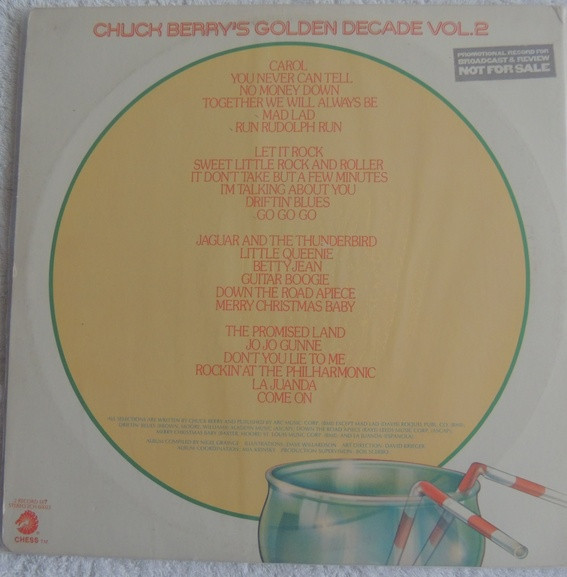 CHUCK BERRY'S GOLDEN DECADE VOL.2
PROMOTIONAL RECORD FOR
BROADCAST & REVIEW
NOT FOR SALE
CAROL
YOU NEVER CAN TELL
NO MONEY DOWN
TOGETHER WE WILL ALWAYS BE
MAD LAD
RUN RUDOLPH RUN
LET IT ROCK
SWEET LITTLE ROCK AND ROLLER
IT DON'T TAKE BUT A FEW MINUTES
I'M TALKING ABOUT YOU
DRIFTIN' BLUES
GO GO GO
JAGUAR AND THE THUNDERBIRD
LITTLE QUEENIE
BETTY JEAN
GUITAR BOOGIE
DOWN THE ROAD APIECE
MERRY CHRISTMAS BABY
THE PROMISED LAND
JO JO GUNNE
DON'T YOU LIE TO ME
ROCKIN' AT THE PHILHARMONIC
LA JUANDA
COME ON
CHESS